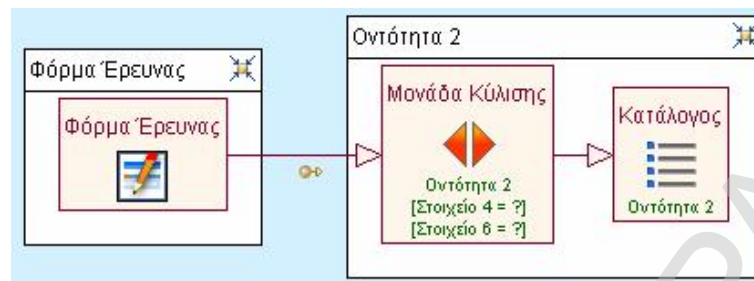 Φόρμα Έρευνας
Φόρμα Έρευνας
Οντότητα 2
Μονάδα Κύλισης
Οντότητα 2
[Στοιχείο 4 = ?]
[Στοιχείο 6 = ?]
Κατάλογος
Οντότητα 2